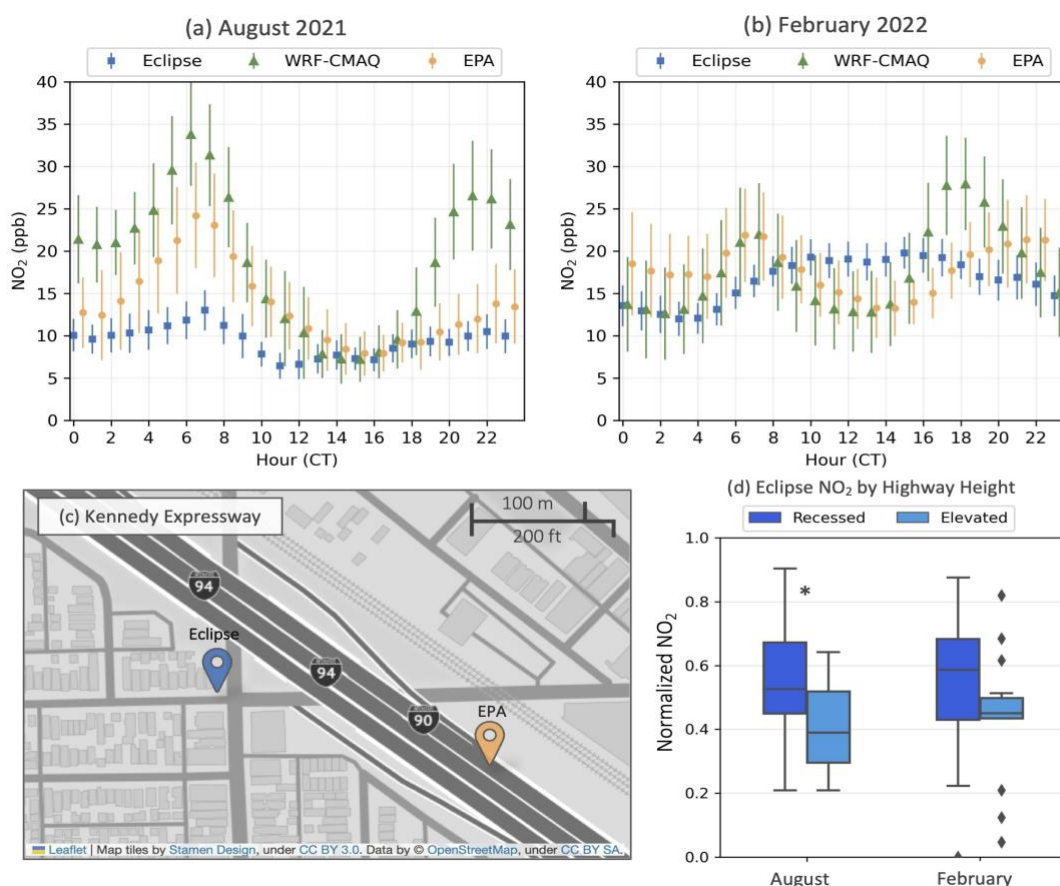 (a) August 2021
Eclipse WRF-CMAQ EPA
40
35
30
25
20
15
10
5
0
NO₂ (ppb)
0 2 4 6 8 10 12 14 16 18 20 22
Hour (CT)
(b) February 2022
Eclipse WRF-CMAQ EPA
40
35
30
25
20
15
10
5
0
NO₂ (ppb)
0 2 4 6 8 10 12 14 16 18 20 22
Hour (CT)
(c) Kennedy Expressway
100 m
200 ft
94
Eclipse
94
90
EPA
Leaflet | Map tiles by Stamen Design, under CC BY 3.0. Data by © OpenStreetMap, under CC BY SA.
(d) Eclipse NO₂ by Highway Height
Recessed Elevated
1.0
0.8
0.6
0.4
0.2
0.0
Normalized NO₂
*
August February